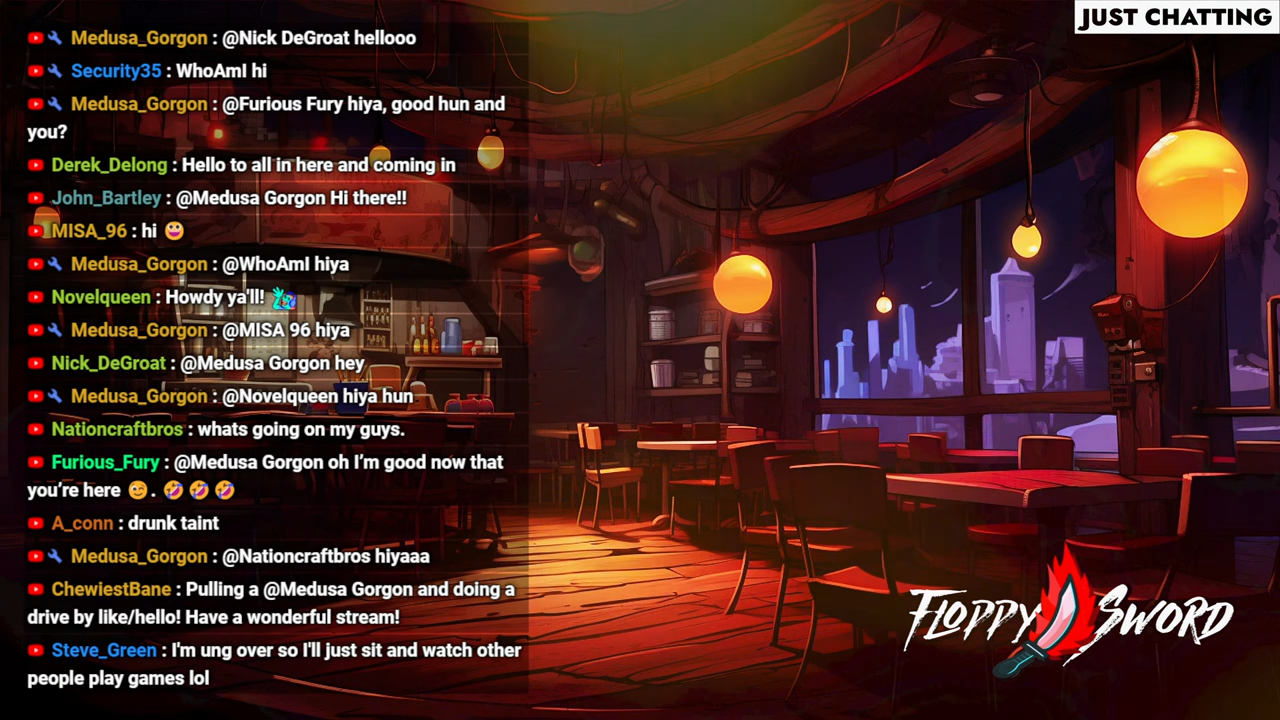 JUST CHATTING
Medusa_Gorgon : @Nick DeGroat hellooo
Security35 : WhoAmI hi
Medusa_Gorgon : @Furious Fury hiya, good hun and
you?
Derek_Delong : Hello to all in here and coming in
John_Bartley : @Medusa Gorgon Hi there!!
MISA_96 : hi 😀
Medusa_Gorgon : @WhoAmI hiya
Novelqueen : Howdy ya'll!
Medusa_Gorgon : @MISA 96 hiya
Nick_DeGroat : @Medusa Gorgon hey
Medusa_Gorgon : @Novelqueen hiya hun
Nationcraftbros : whats going on my guys.
Furious_Fury : @Medusa Gorgon oh I’m good now that
you’re here 😉. 🤣🤣🤣
A_conn : drunk taint
Medusa_Gorgon : @Nationcraftbros hiyaaa
ChewiestBane : Pulling a @Medusa Gorgon and doing a
drive by like/hello! Have a wonderful stream!
Steve_Green : I'm ung over so I'll just sit and watch other
people play games lol
FLOPPY SWORD